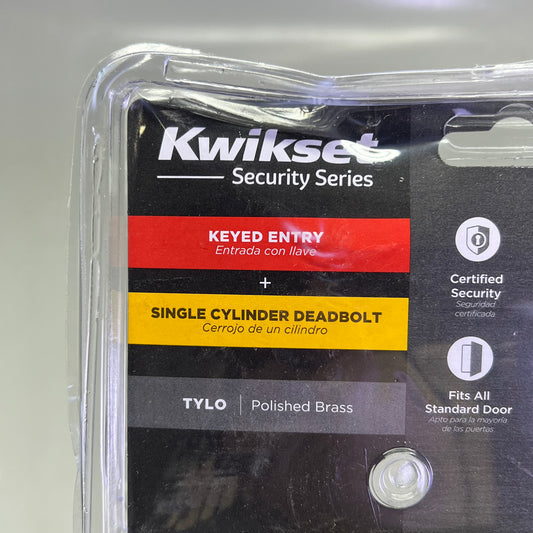 Kwikset
Security Series
KEYED ENTRY
Entrada con llave
+
SINGLE CYLINDER DEADBOLT
Cerrojo de un cilindro
TYLO | Polished Brass
Certified
Security
Seguridad
certificada
Fits All
Standard Door
Apto para la mayoría
de las puertas